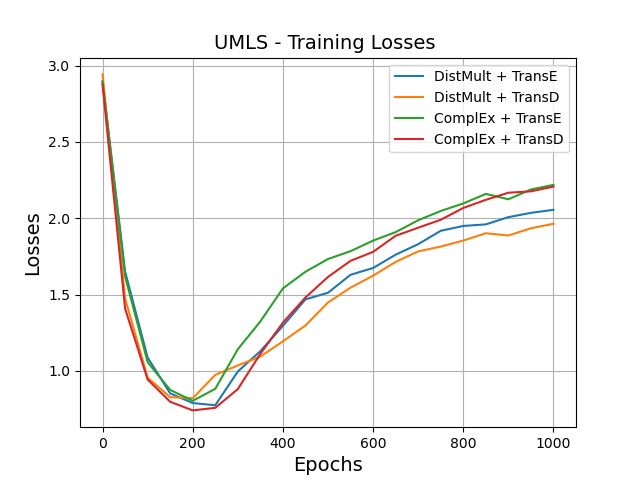 UMLS - Training Losses
DistMult + TransE
DistMult + TransD
ComplEx + TransE
ComplEx + TransD
3.0
2.5
2.0
1.5
1.0
Losses
0
200
400
600
800
1000
Epochs